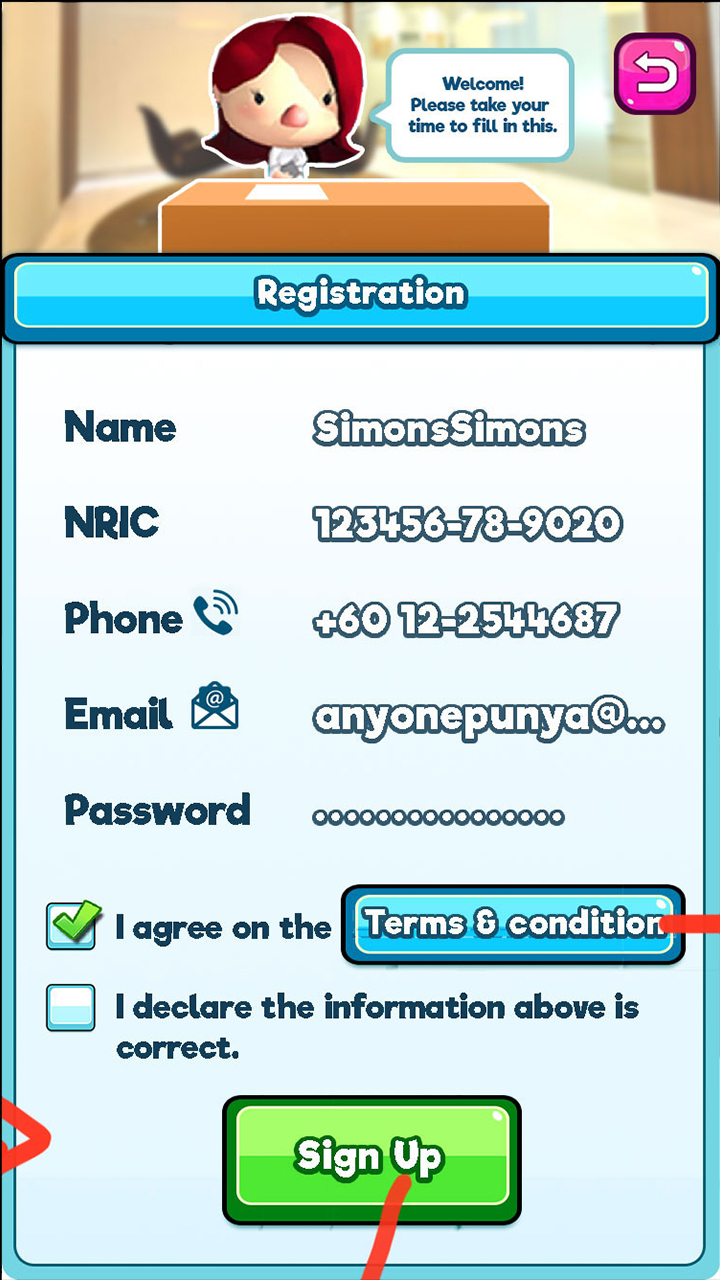 Welcome!
Please take your
time to fill in this.
Registration
Name SimonsSimons
NRIC 123456-78-9020
Phone +60 12-2544687
Email anyonepunya@...
Password
I agree on the Terms & condition
I declare the information above is
correct.
Sign Up